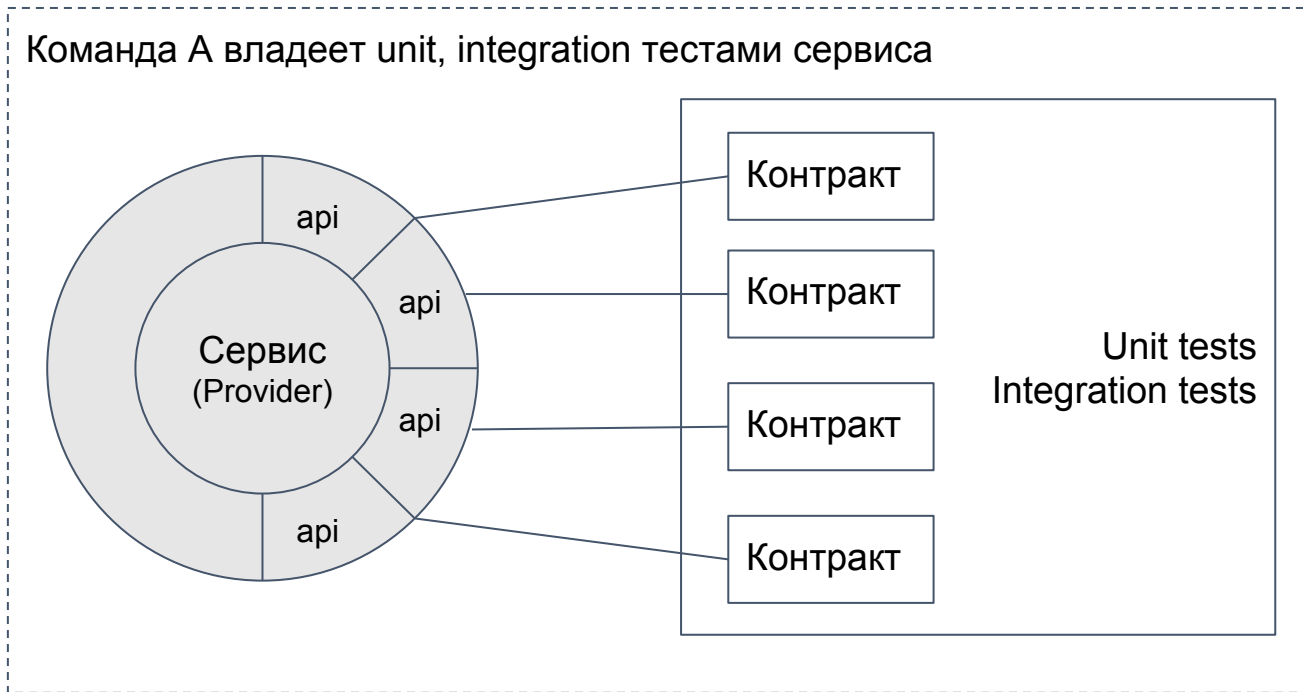 Команда А владеет unit, integration тестами сервиса
api
api
Сервис
(Provider)
api
api
Контракт
Контракт
Контракт
Контракт
Unit tests
Integration tests